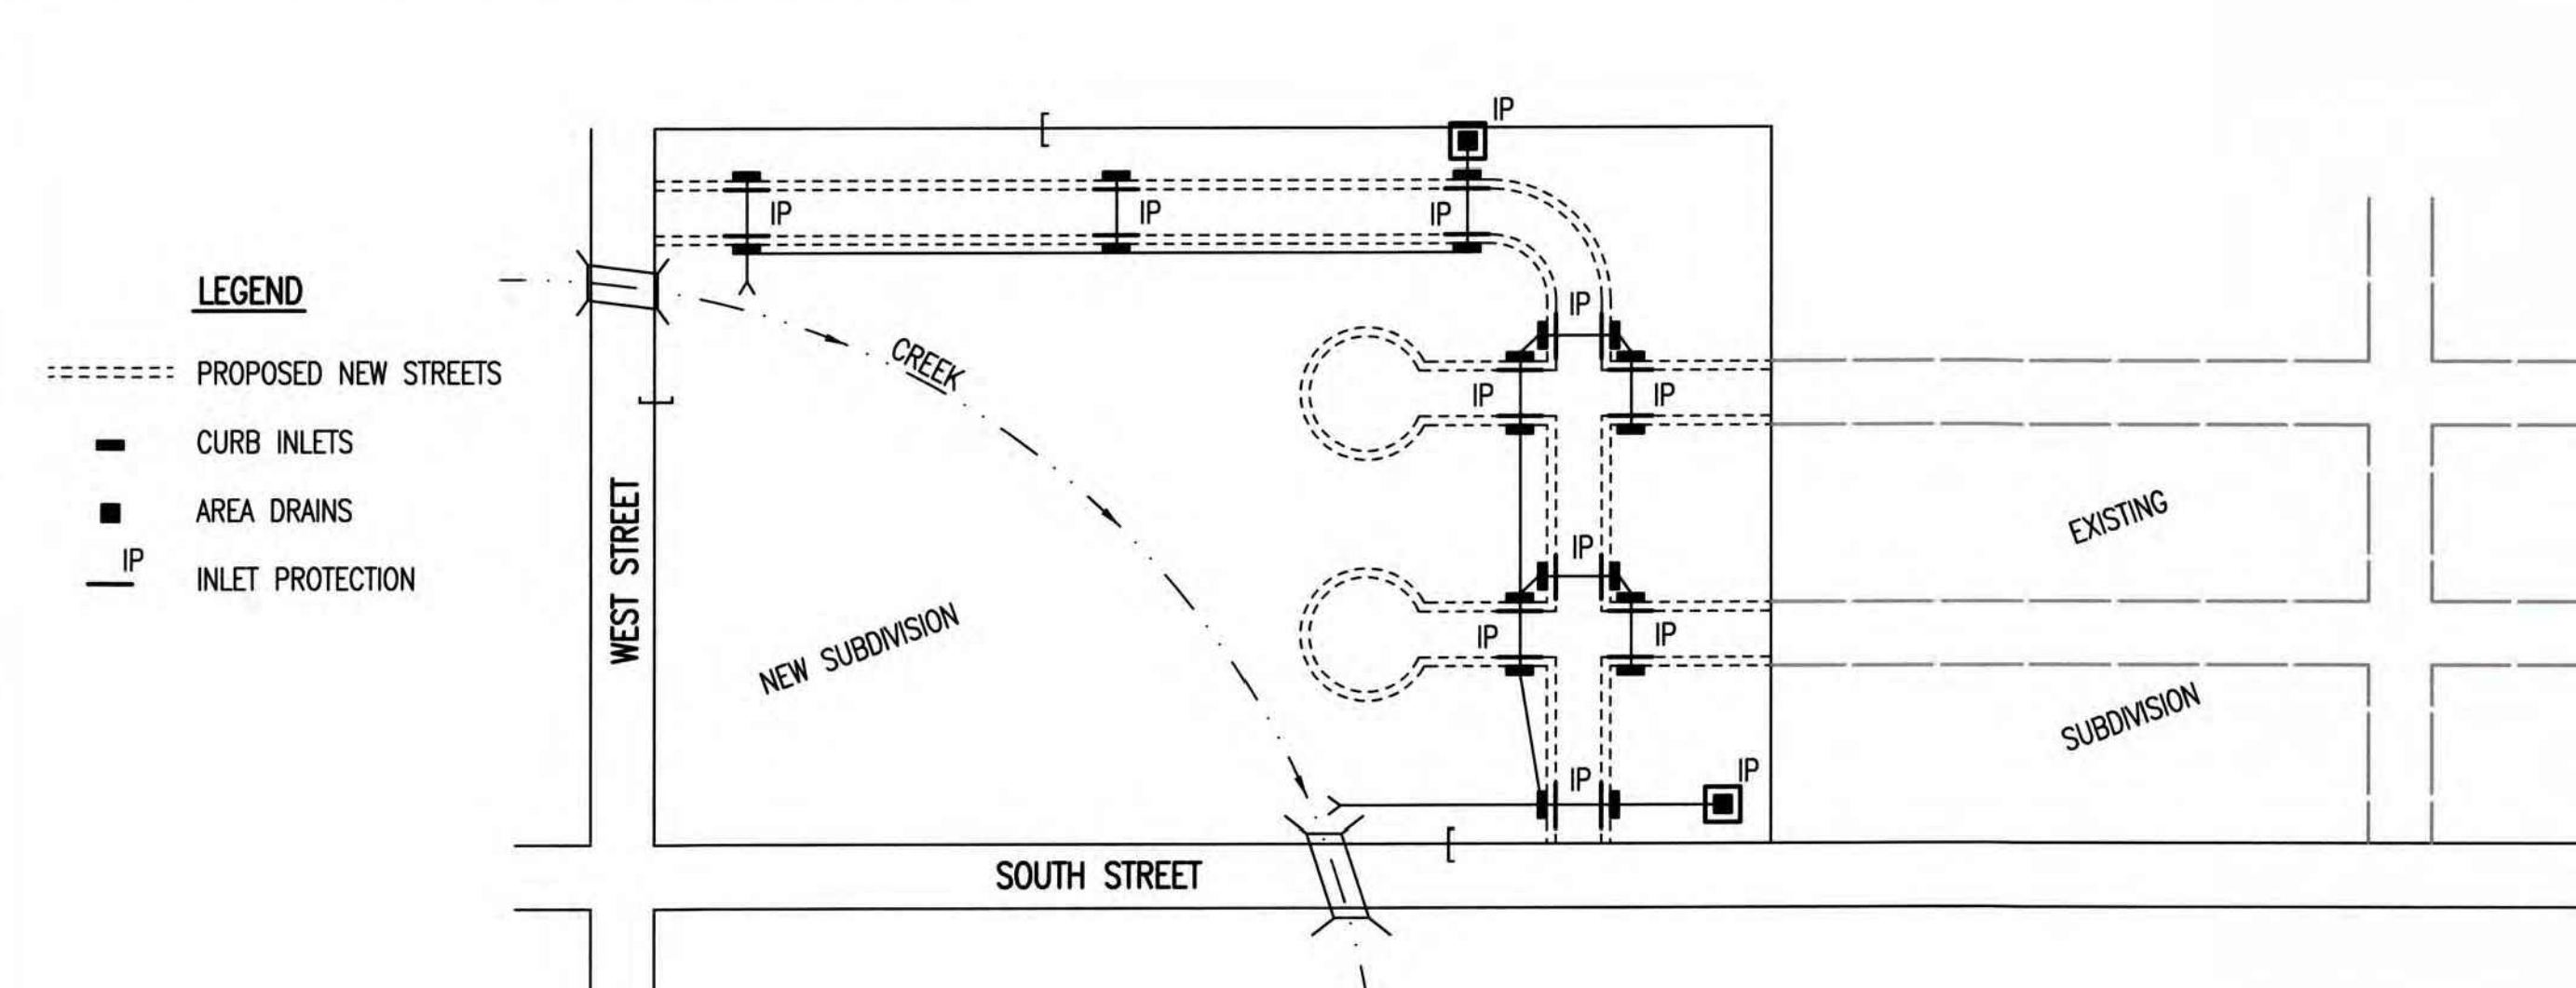 IP
IP
IP
IP
LEGEND
PROPOSED NEW STREETS
CURB INLETS
AREA DRAINS
IP
INLET PROTECTION
CREEK
WEST STREET
NEW SUBDIVISION
SOUTH STREET
IP
IP
IP
IP
IP
IP
IP
IP
EXISTING
SUBDIVISION